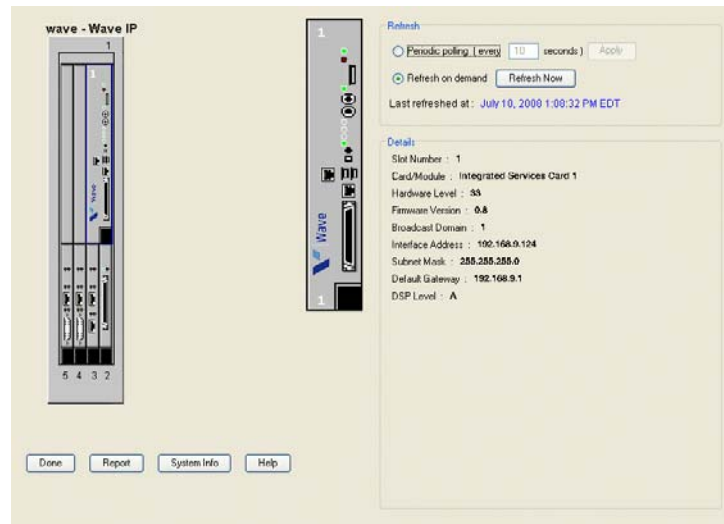 wave - Wave IP
1
1
Wave
5 4 3 2
1
Wave
1
Refresh
Periodic polling ( every 10 seconds ) Apply
Refresh on demand Refresh Now
Last refreshed at : July 10, 2008 1:08:32 PM EDT
Details
Slot Number : 1
Card/Module : Integrated Services Card 1
Hardware Level : 33
Firmware Version : 0.8
Broadcast Domain : 1
Interface Address : 192.168.9.124
Subnet Mask : 255.255.255.0
Default Gateway : 192.168.9.1
DSP Level : A
Done Report System Info Help